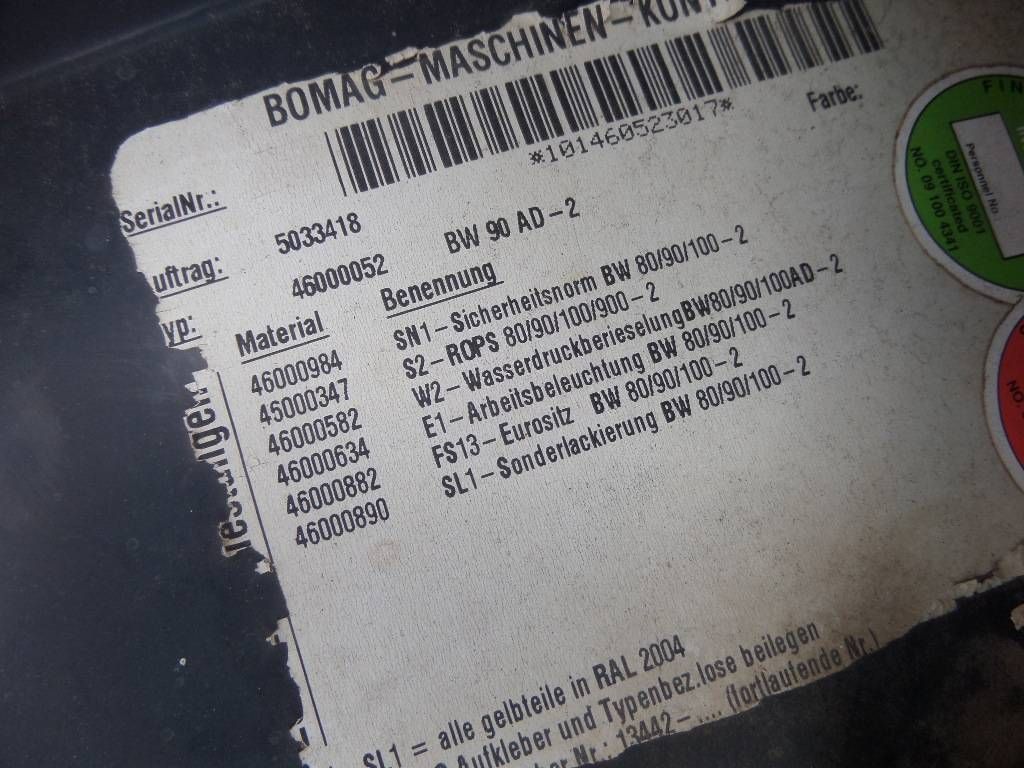 BOMAG-MASCHINEN-KON
*101460523017*
Farbe:
SerialNr.:
5033418
uftrag:
46000052 BW 90 AD-2
yp:
Material Benennung
46000984 SN1-Sicherheitsnorm BW 80/90/100-2
45000347 S2-ROPS 80/90/100/900-2
46000582 W2-WasserdruckberieselungBW80/90/100AD-2
46000634 E1-Arbeitsbeleuchtung BW 80/90/100-2
46000882 FS13-Eurositz BW 80/90/100-2
46000890 SL1-Sonderlackierung BW 80/90/100-2
SL1 = alle gelbteile in RAL 2004
Aufkleber und Typenbez.lose beilegen
Nr.: 13442-.... (fortlaufende Nr.)
FIN
Personnel No
DIN ISO 9001
certificated
NO. 09 100 4341
NO.